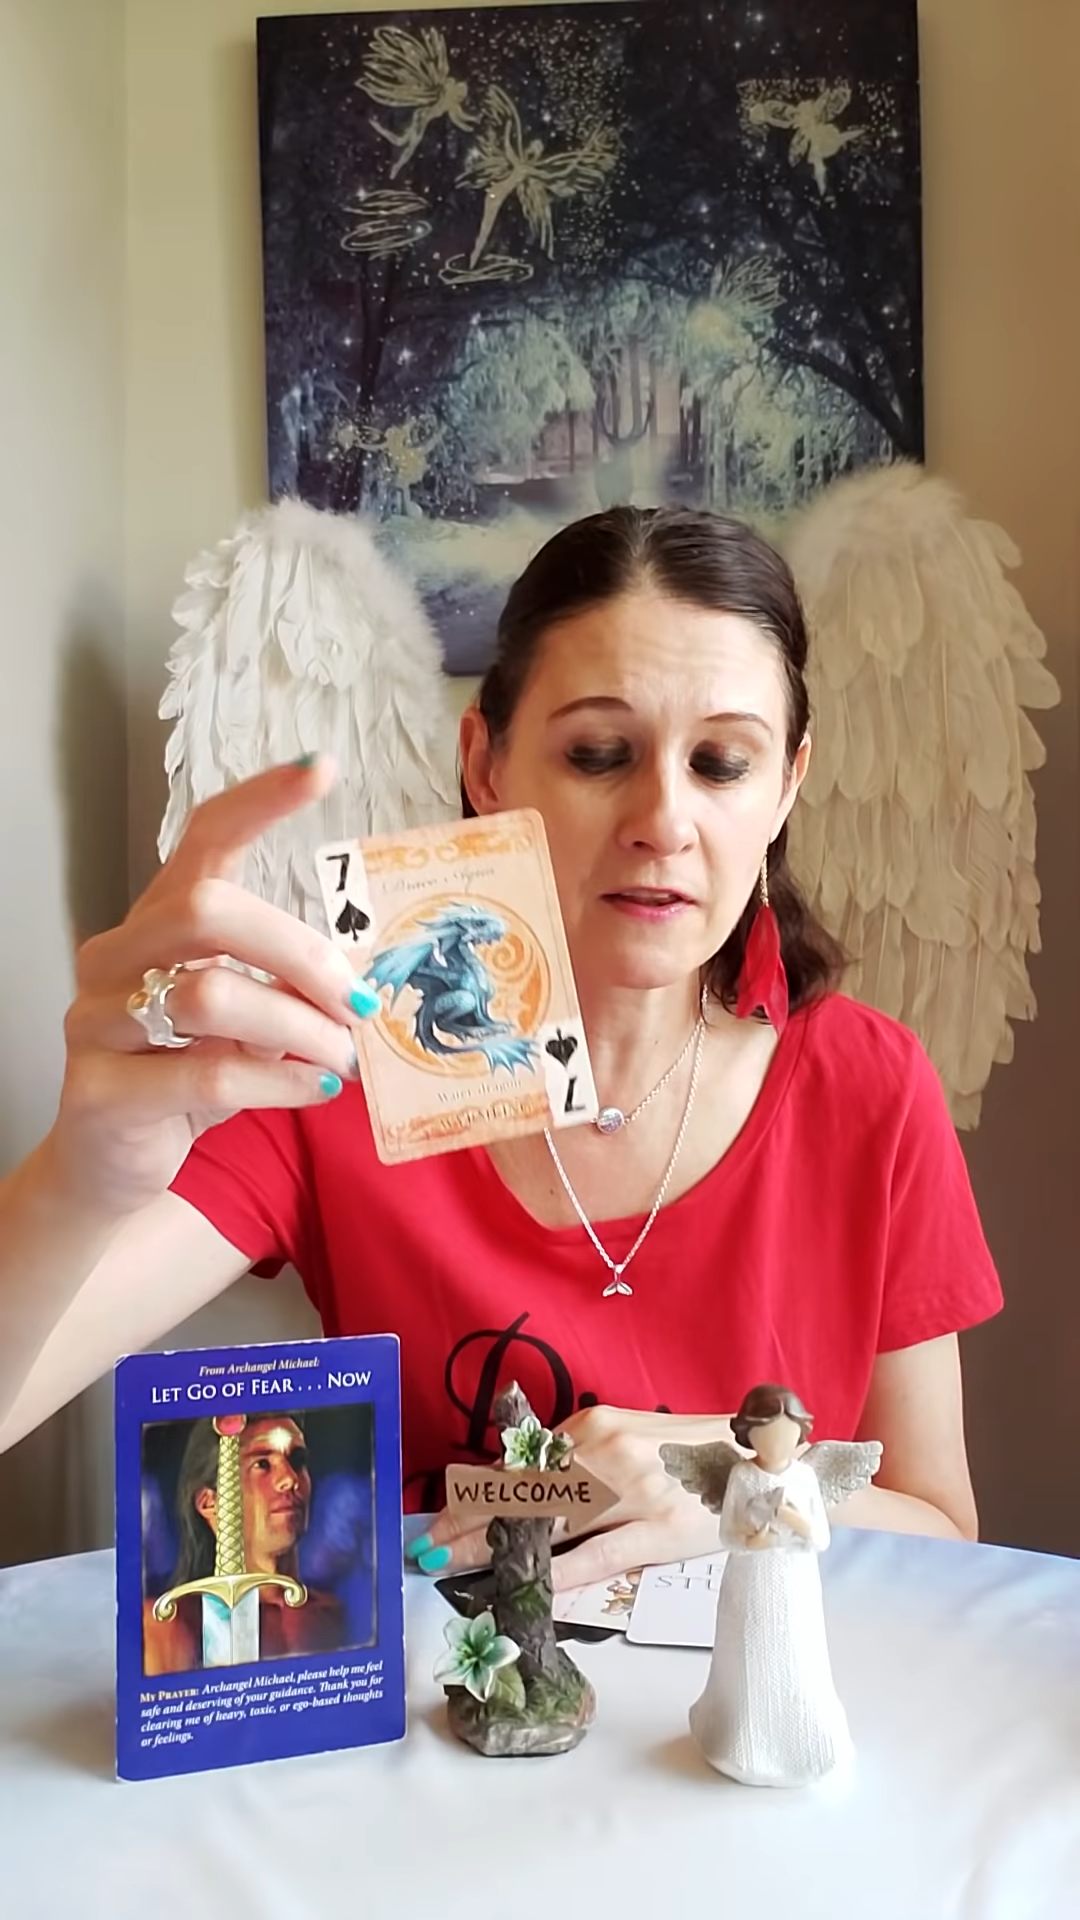 7
Water dragon
7
From Archangel Michael:
LET GO OF FEAR . . . NOW
MY PRAYER: Archangel Michael, please help me feel
safe and deserving of your guidance. Thank you for
clearing me of heavy, toxic, or ego-based thoughts
or feelings.
WELCOME